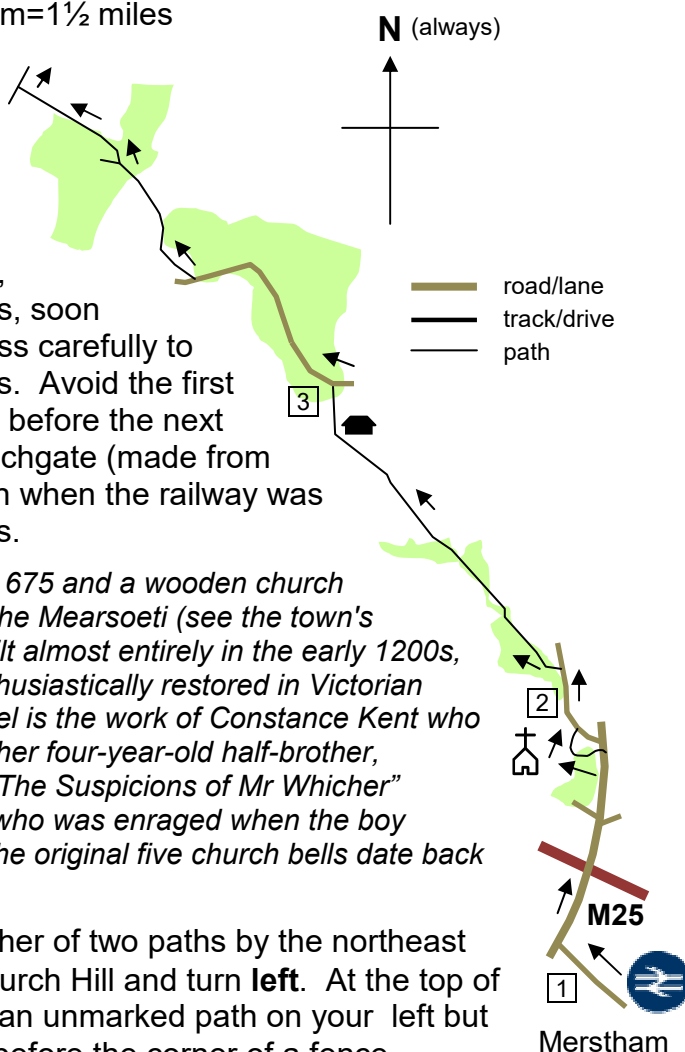 m=1½ miles
N (always)
road/lane
track/drive
path
,
s, soon
ss carefully to
s. Avoid the first
before the next
chgate (made from
n when the railway was
s.
3
675 and a wooden church
he Mearsoeti (see the town's
lt almost entirely in the early 1200s,
husiastically restored in Victorian
el is the work of Constance Kent who
her four-year-old half-brother,
The Suspicions of Mr Whicher”
who was enraged when the boy
he original five church bells date back
2
M25
her of two paths by the northeast
urch Hill and turn left. At the top of
an unmarked path on your left but
before the corner of a fence
1
Merstham